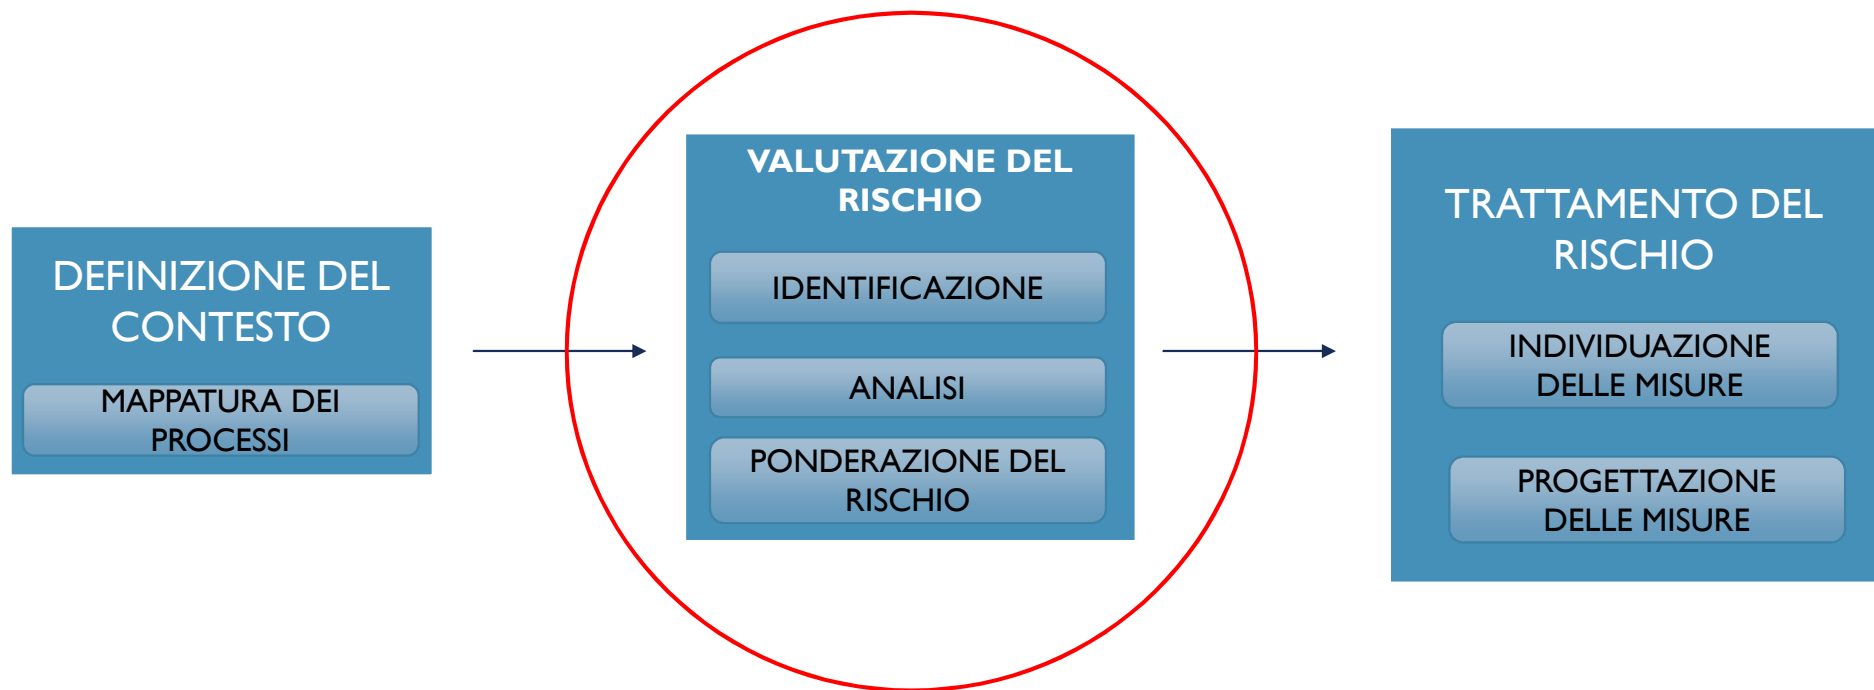 DEFINIZIONE DEL
CONTESTO
MAPPATURA DEI
PROCESSI
VALUTAZIONE DEL
RISCHIO
IDENTIFICAZIONE
ANALISI
PONDERAZIONE DEL
RISCHIO
TRATTAMENTO DEL
RISCHIO
INDIVIDUAZIONE
DELLE MISURE
PROGETTAZIONE
DELLE MISURE